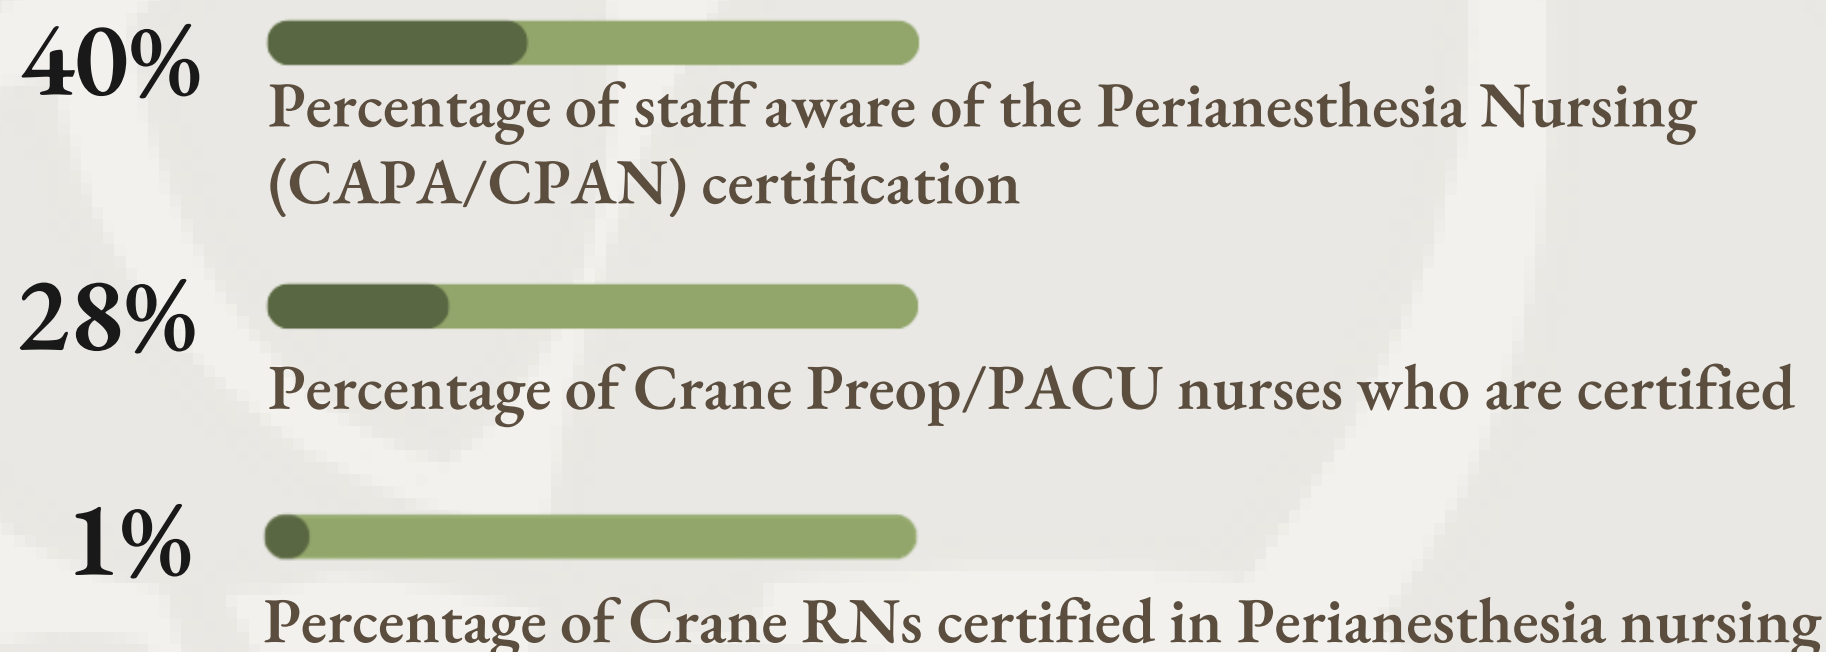 40%
Percentage of staff aware of the Perianesthesia Nursing
(CAPA/CPAN) certification
28%
Percentage of Crane Preop/PACU nurses who are certified
1%
Percentage of Crane RNs certified in Perianesthesia nursing